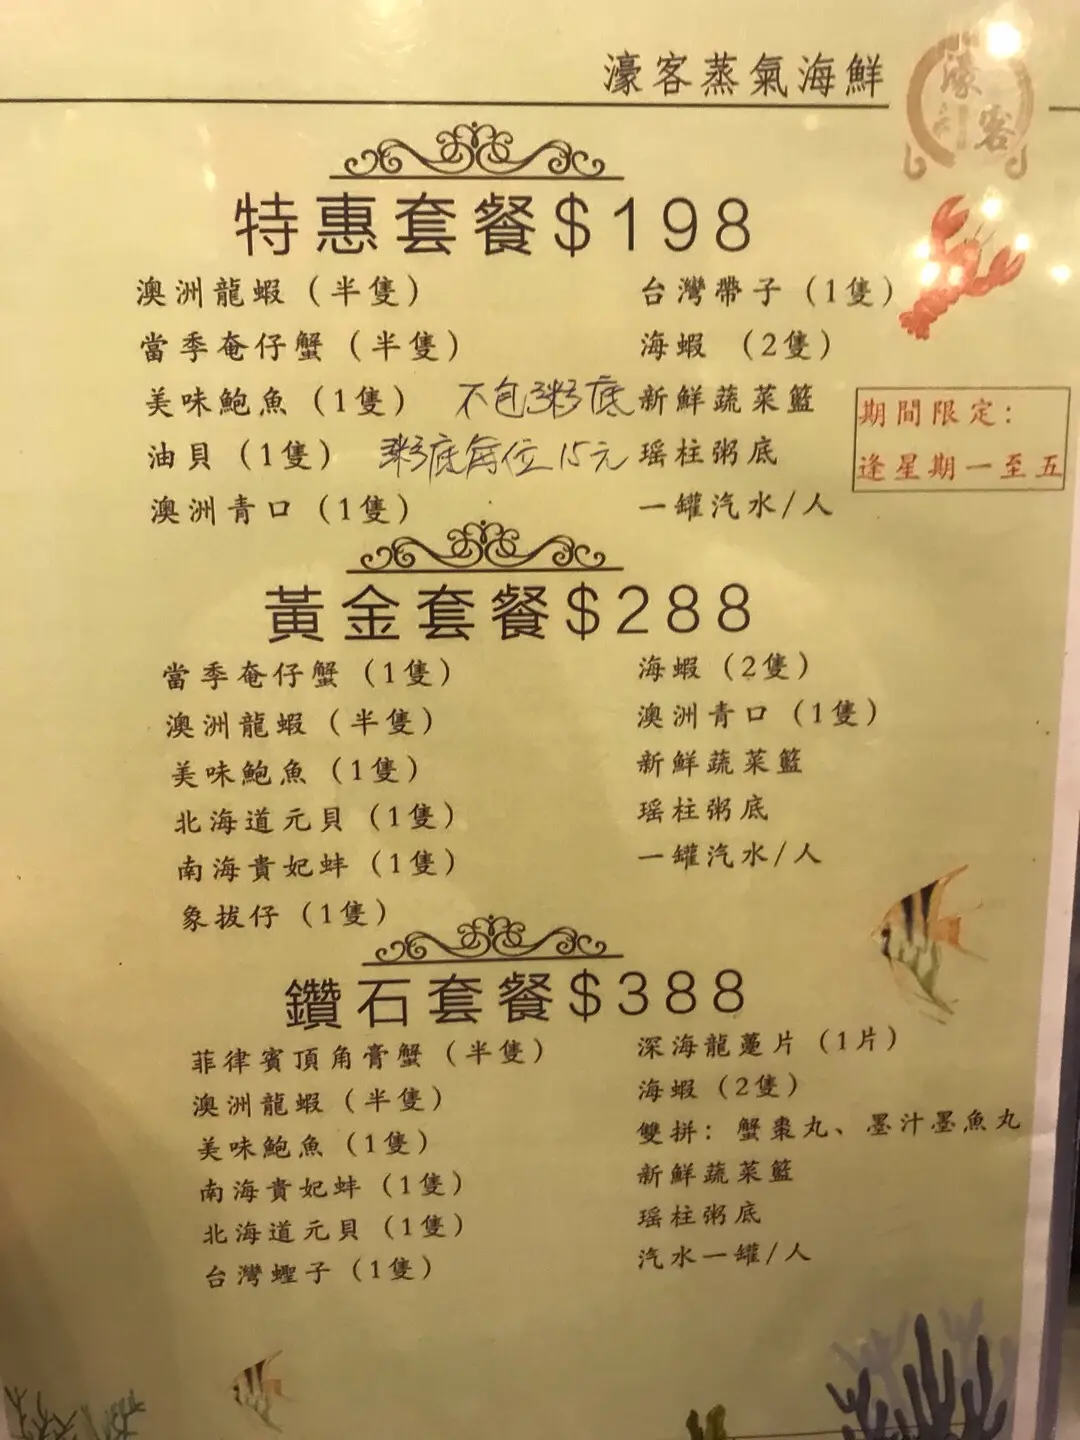 濠客蒸氣海鮮
濠客
特惠套餐$198
澳洲龍蝦（半隻）
當季奄仔蟹（半隻）
美味鮑魚（1隻）
不包粥底
油貝（1隻）
粥底每位15元
澳洲青口（1隻）
台灣帶子（1隻）
海蝦 （2隻）
新鮮蔬菜籃
瑶柱粥底
一罐汽水/人
期間限定：
逢星期一至五
黃金套餐$288
當季奄仔蟹（1隻）
澳洲龍蝦（半隻）
美味鮑魚（1隻）
北海道元貝（1隻）
南海貴妃蚌（1隻）
象拔仔（1隻）
海蝦（2隻）
澳洲青口（1隻）
新鮮蔬菜籃
瑶柱粥底
一罐汽水/人
鑽石套餐$388
菲律賓頂角膏蟹（半隻）
澳洲龍蝦（半隻）
美味鮑魚（1隻）
南海貴妃蚌（1隻）
北海道元貝（1隻）
台灣蟶子（1隻）
深海龍躉片（1片）
海蝦（2隻）
雙拼：蟹棗丸、墨汁墨魚丸
新鮮蔬菜籃
瑶柱粥底
汽水一罐/人